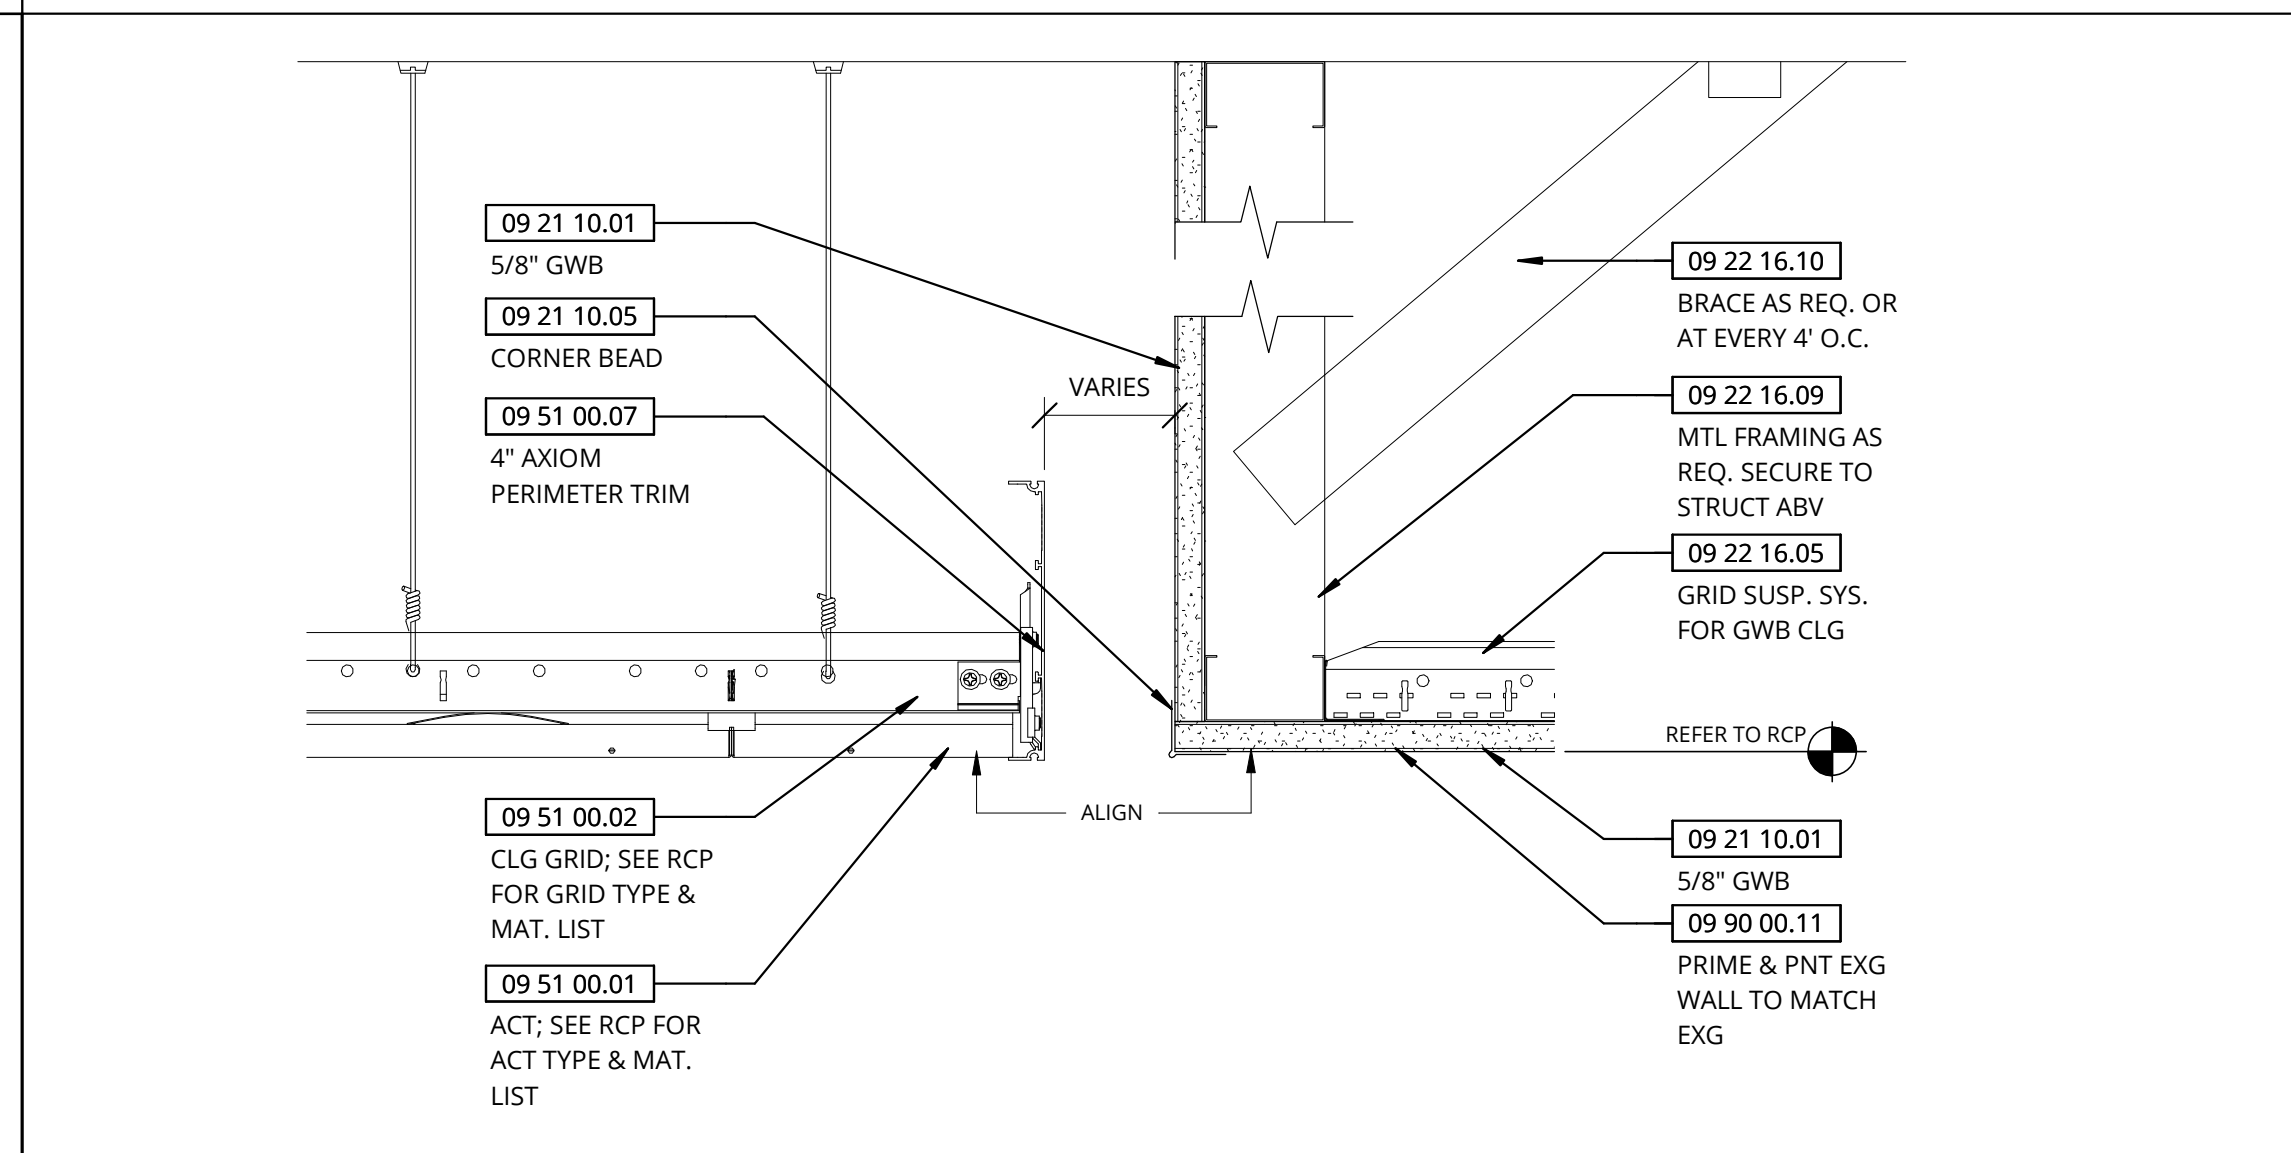 09 21 10.01
5/8" GWB
09 21 10.05
CORNER BEAD
09 51 00.07
4" AXIOM
PERIMETER TRIM
VARIES
09 22 16.10
BRACE AS REQ. OR
AT EVERY 4' O.C.
09 22 16.09
MTL FRAMING AS
REQ. SECURE TO
STRUCT ABV
09 22 16.05
GRID SUSP. SYS.
FOR GWB CLG
REFER TO RCP
ALIGN
09 51 00.02
CLG GRID; SEE RCP
FOR GRID TYPE &
MAT. LIST
09 51 00.01
ACT; SEE RCP FOR
ACT TYPE & MAT.
LIST
09 21 10.01
5/8" GWB
09 90 00.11
PRIME & PNT EXG
WALL TO MATCH
EXG